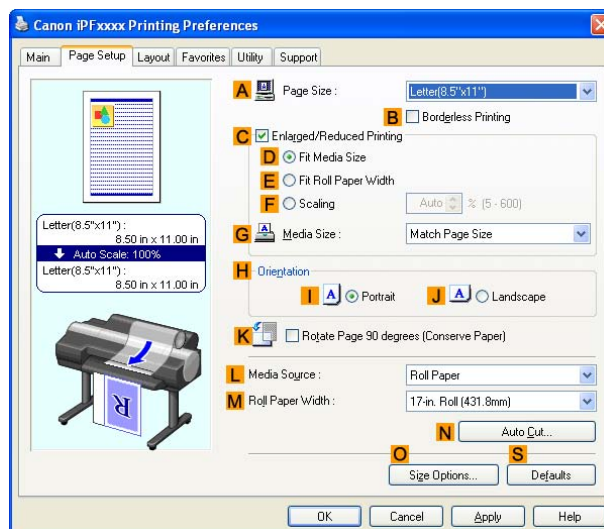 Canon iPFxxxx Printing Preferences
Main Page Setup Layout Favorites Utility Support
A Page Size : Letter(8.5"x11")
B Borderless Printing
C Enlarged/Reduced Printing
D Fit Media Size
E Fit Roll Paper Width
F Scaling Auto % (5 - 600)
Letter(8.5"x11") :
8.50 in x 11.00 in
Auto Scale: 100%
Letter(8.5"x11") :
8.50 in x 11.00 in
G Media Size : Match Page Size
H Orientation
I A Portrait J A Landscape
K Rotate Page 90 degrees (Conserve Paper)
R
L Media Source : Roll Paper
M Roll Paper Width : 17-in. Roll (431.8mm)
N Auto Cut...
O S
Size Options... Defaults
OK Cancel Apply Help